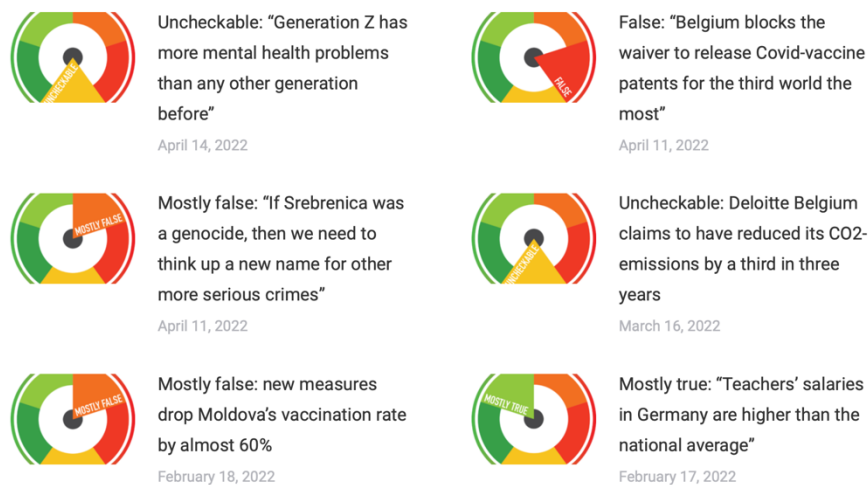 UNCHECKABLE
Uncheckable: “Generation Z has
more mental health problems
than any other generation
before”
April 14, 2022
FALSE
False: “Belgium blocks the
waiver to release Covid-vaccine
patents for the third world the
most”
April 11, 2022
MOSTLY FALSE
Mostly false: “If Srebrenica was
a genocide, then we need to
think up a new name for other
more serious crimes”
April 11, 2022
UNCHECKABLE
Uncheckable: Deloitte Belgium
claims to have reduced its CO2-
emissions by a third in three
years
March 16, 2022
MOSTLY FALSE
Mostly false: new measures
drop Moldova’s vaccination rate
by almost 60%
February 18, 2022
MOSTLY TRUE
Mostly true: “Teachers’ salaries
in Germany are higher than the
national average”
February 17, 2022